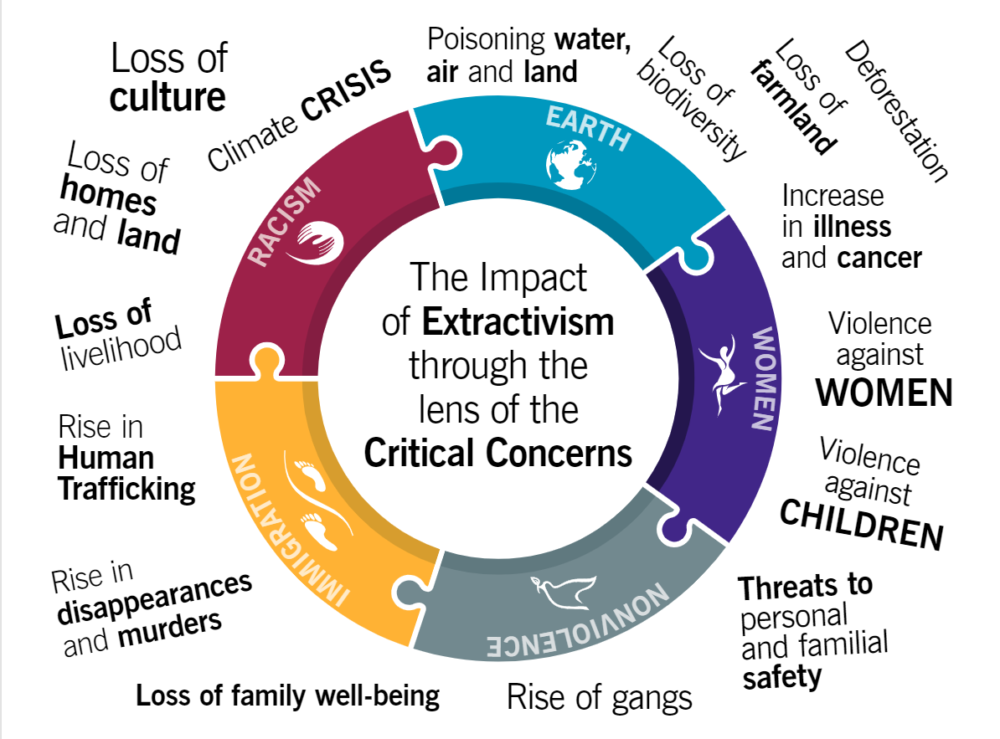 Loss of
culture
Climate CRISIS
Poisoning water,
air and land
Loss of
biodiversity
Loss of
farmland
Deforestation
Loss of
homes
and land
Increase
in illness
and cancer
Loss of
livelihood
Violence
against
WOMEN
Rise in
Human
Trafficking
Violence
against
CHILDREN
Rise in
disappearances
and murders
Threats to
personal
and familial
safety
Loss of family well-being
Rise of gangs
EARTH
WOMEN
NONVIOLENCE
IMMIGRATION
RACISM
The Impact
of Extractivism
through the
lens of the
Critical Concerns